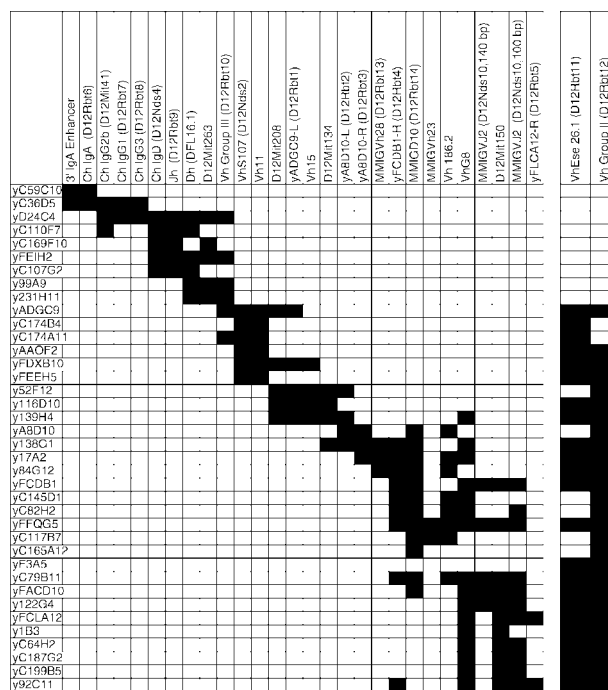 3' IgA Enhancer
Ch IgA (D12Rbt6)
Ch IgG2b (D12Mit41)
Ch IgG1 (D12Rbt7)
Ch IgG3 (D12Rbt8)
Ch IgD (D12Nds4)
Jh (D12Rbt9)
Dh (DFL16.1)
D12Mit263
Vh Group III (D12Rbt10)
VhS107 (D12Nds2)
Vh11
D12Mit208
yADGC9-L (D12Rbt1)
Vh15
D12Mit134
yA8D10-L (D12Rbt2)
yA8D10-R (D12Rbt3)
MMIGVh28 (D12Rbt13)
yFCDB1-R (D12Rbt4)
MMIGD10 (D12Rbt14)
MMIGVh23
Vh 186.2
VhG8
MMIGVJ2 (D12Nds10,140 bp)
D12Mit150
MMIGVJ2 (D12Nds10,100 bp)
yFLCA12-R (D12Rbt5)
VhEse 26.1 (D12Rbt11)
Vh Group II (D12Rbt12)
yC59C10
yC36D5
yD24C4
yC110F7
yC169F10
yFEIH2
yC107G2
y99A9
y231H11
yADGC9
yC174B4
yC174A11
yAAOF2
yFDXB10
yFEEH5
y52F12
y116D10
y139H4
yA8D10
y138G1
y17A2
y84G12
yFCDB1
yC145D1
yC82H2
yFFQG5
yC117R7
yC165A12
yF3A5
yC79B11
yFACD10
y122G4
yFCLA12
y1B3
yC64H2
yC187G2
yC199B5
y92C11